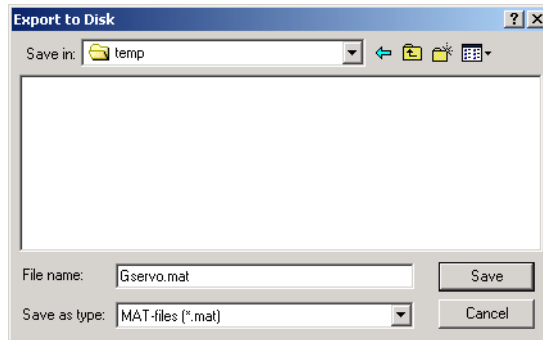 Export to Disk
Save in: temp
File name: Gservo.mat Save
Save as type: MAT-files (*.mat) Cancel